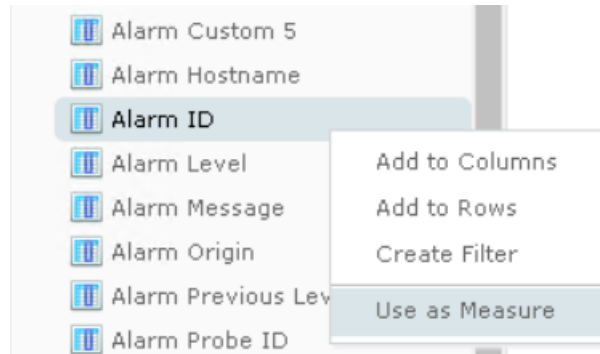 Alarm Custom 5
Alarm Hostname
Alarm ID
Alarm Level
Alarm Message
Alarm Origin
Alarm Previous Lev
Alarm Probe ID
Add to Columns
Add to Rows
Create Filter
Use as Measure